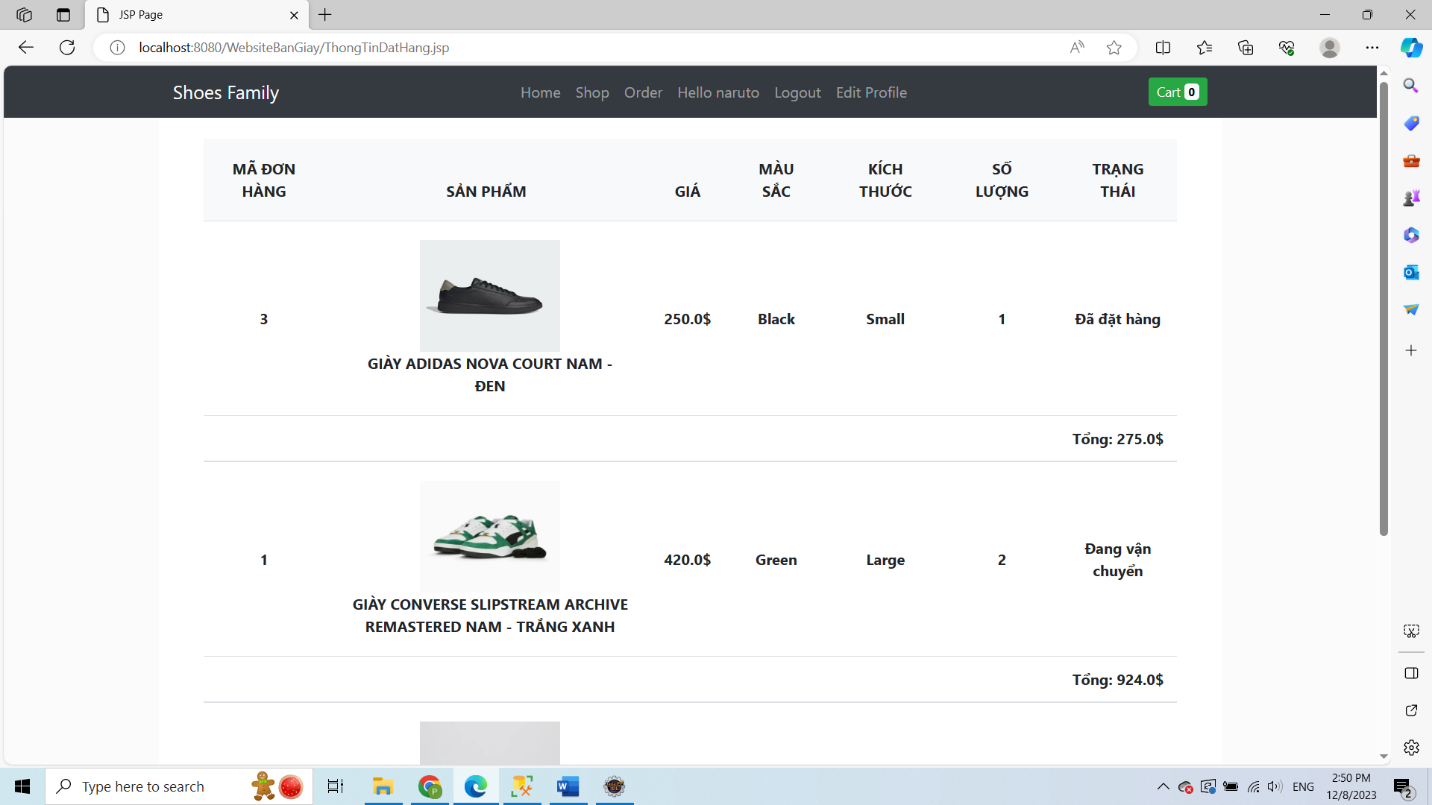 JSP Page
localhost:8080/WebsiteBanGiay/ThongTinDatHang.jsp
Shoes Family
Home
Shop
Order
Hello naruto
Logout
Edit Profile
Cart 0
MÃ ĐƠN
HÀNG
SẢN PHẨM
GIÁ
MÀU
SẮC
KÍCH
THƯỚC
SỐ
LƯỢNG
TRẠNG
THÁI
3
GIÀY ADIDAS NOVA COURT NAM -
ĐEN
250.0$
Black
Small
1
Đã đặt hàng
Tổng: 275.0$
1
GIÀY CONVERSE SLIPSTREAM ARCHIVE
REMASTERED NAM - TRẮNG XANH
420.0$
Green
Large
2
Đang vận
chuyển
Tổng: 924.0$
Type here to search
ENG
2:50 PM
12/8/2023
2